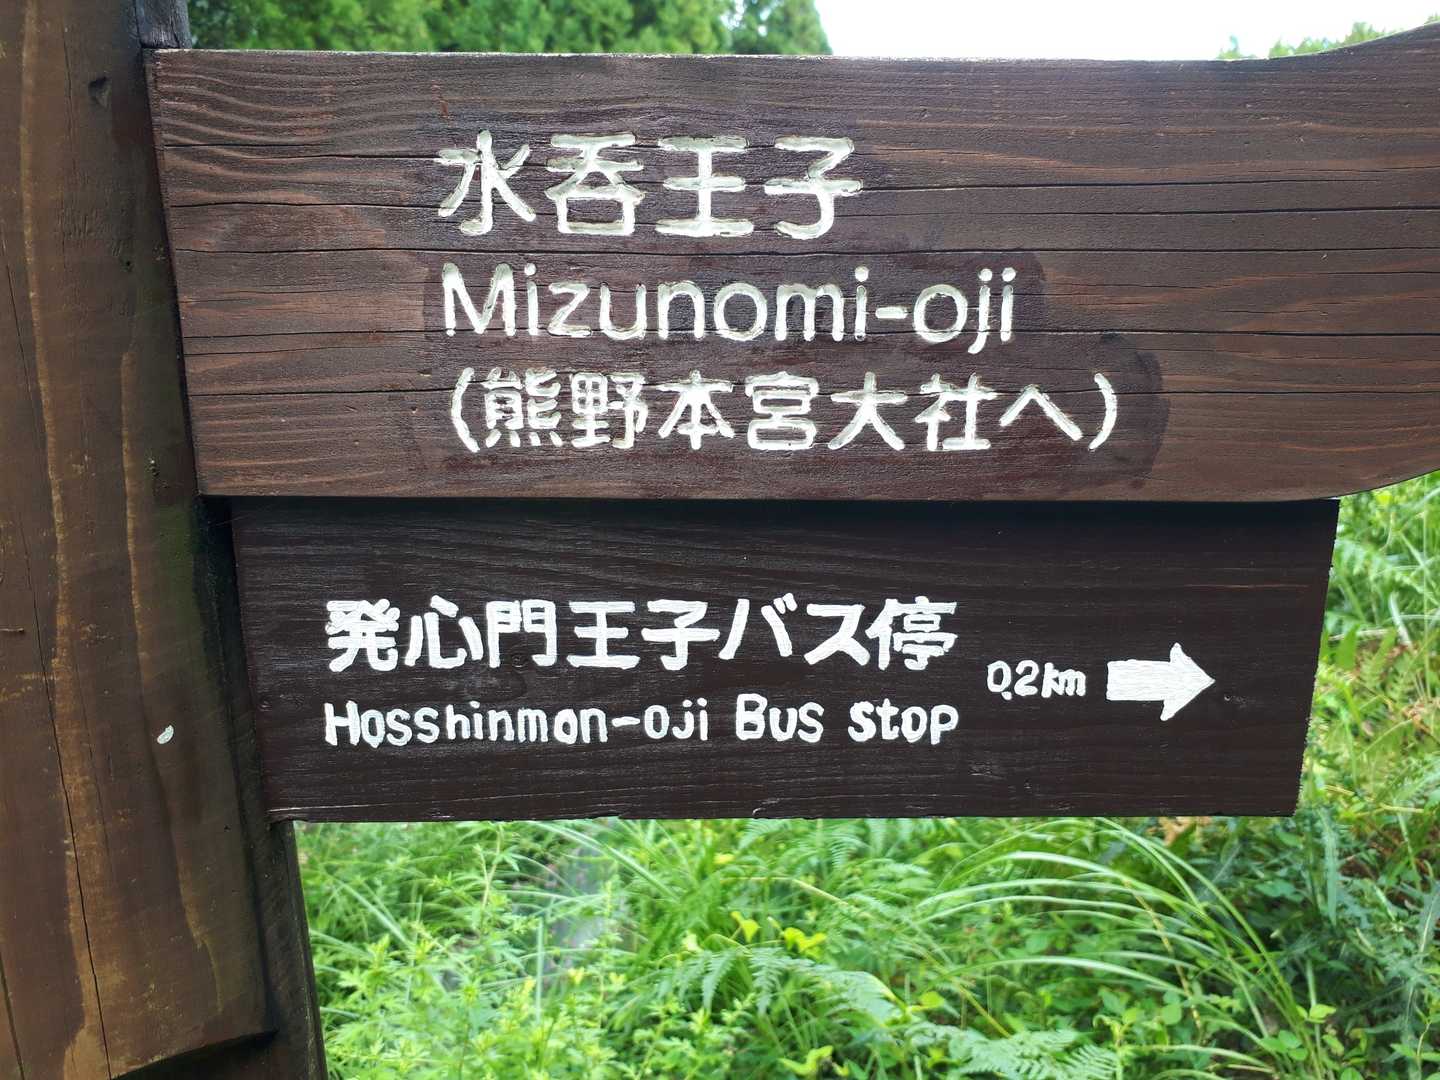 水呑王子
Mizunomi-oji
(熊野本宮大社へ)
発心門王子バス停
0.2km
Hosshinmon-oji Bus stop